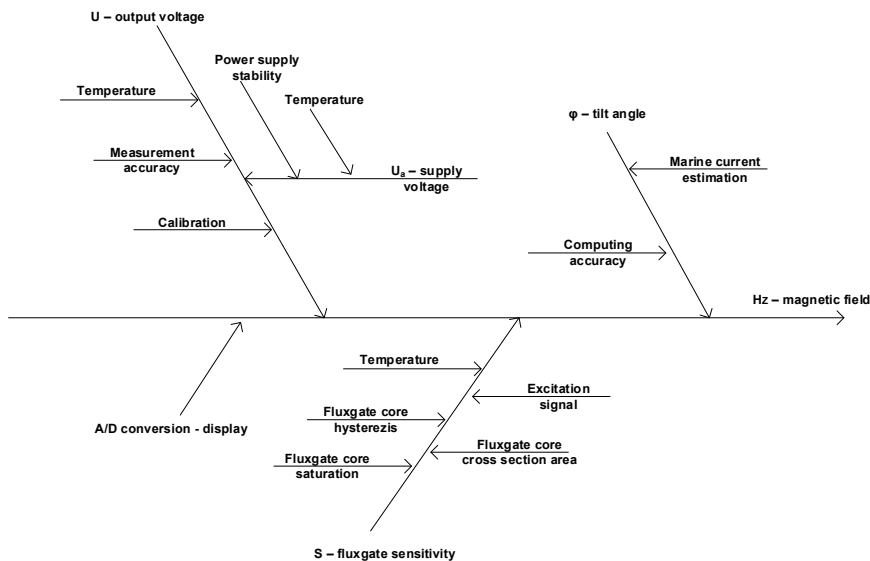 U – output voltage
Power supply
stability
Temperature
Temperature
φ – tilt angle
Measurement
accuracy
Marine current
estimation
Uₐ – supply
voltage
Calibration
Computing
accuracy
Hz – magnetic field
Temperature
Excitation
signal
Fluxgate core
hysterezis
A/D conversion - display
Fluxgate core
cross section area
Fluxgate core
saturation
S – fluxgate sensitivity